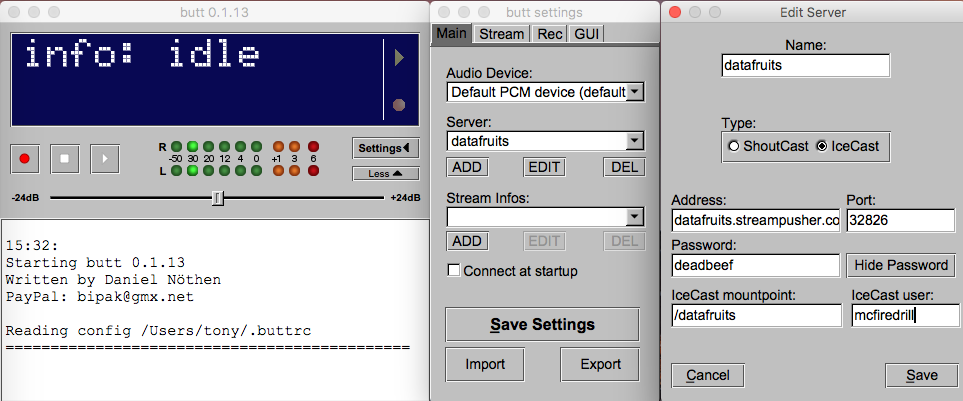 butt 0.1.13
info: idle
R
-50 30 20 12 4 0 +1 3 6
L
Settings
Less
-24dB
+24dB
15:32:
Starting butt 0.1.13
Written by Daniel Nöthen
PayPal: bipak@gmx.net
Reading config /Users/tony/.buttrc
=============================================
butt settings
Main Stream Rec GUI
Audio Device:
Default PCM device (default
Server:
datafruits
ADD EDIT DEL
Stream Infos:
ADD EDIT DEL
Connect at startup
Save Settings
Import Export
Edit Server
Name:
datafruits
Type:
ShoutCast IceCast
Address: Port:
datafruits.streampusher.co 32826
Password:
deadbeef Hide Password
IceCast mountpoint: IceCast user:
/datafruits mcfiredrill
Cancel Save